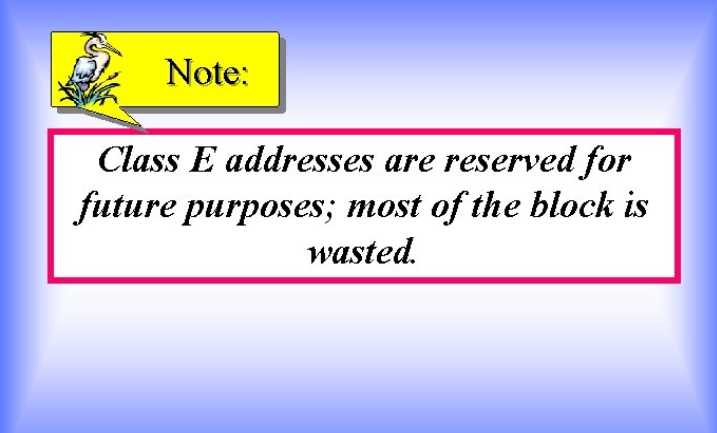 Note:
Class E addresses are reserved for
future purposes; most of the block is
wasted.